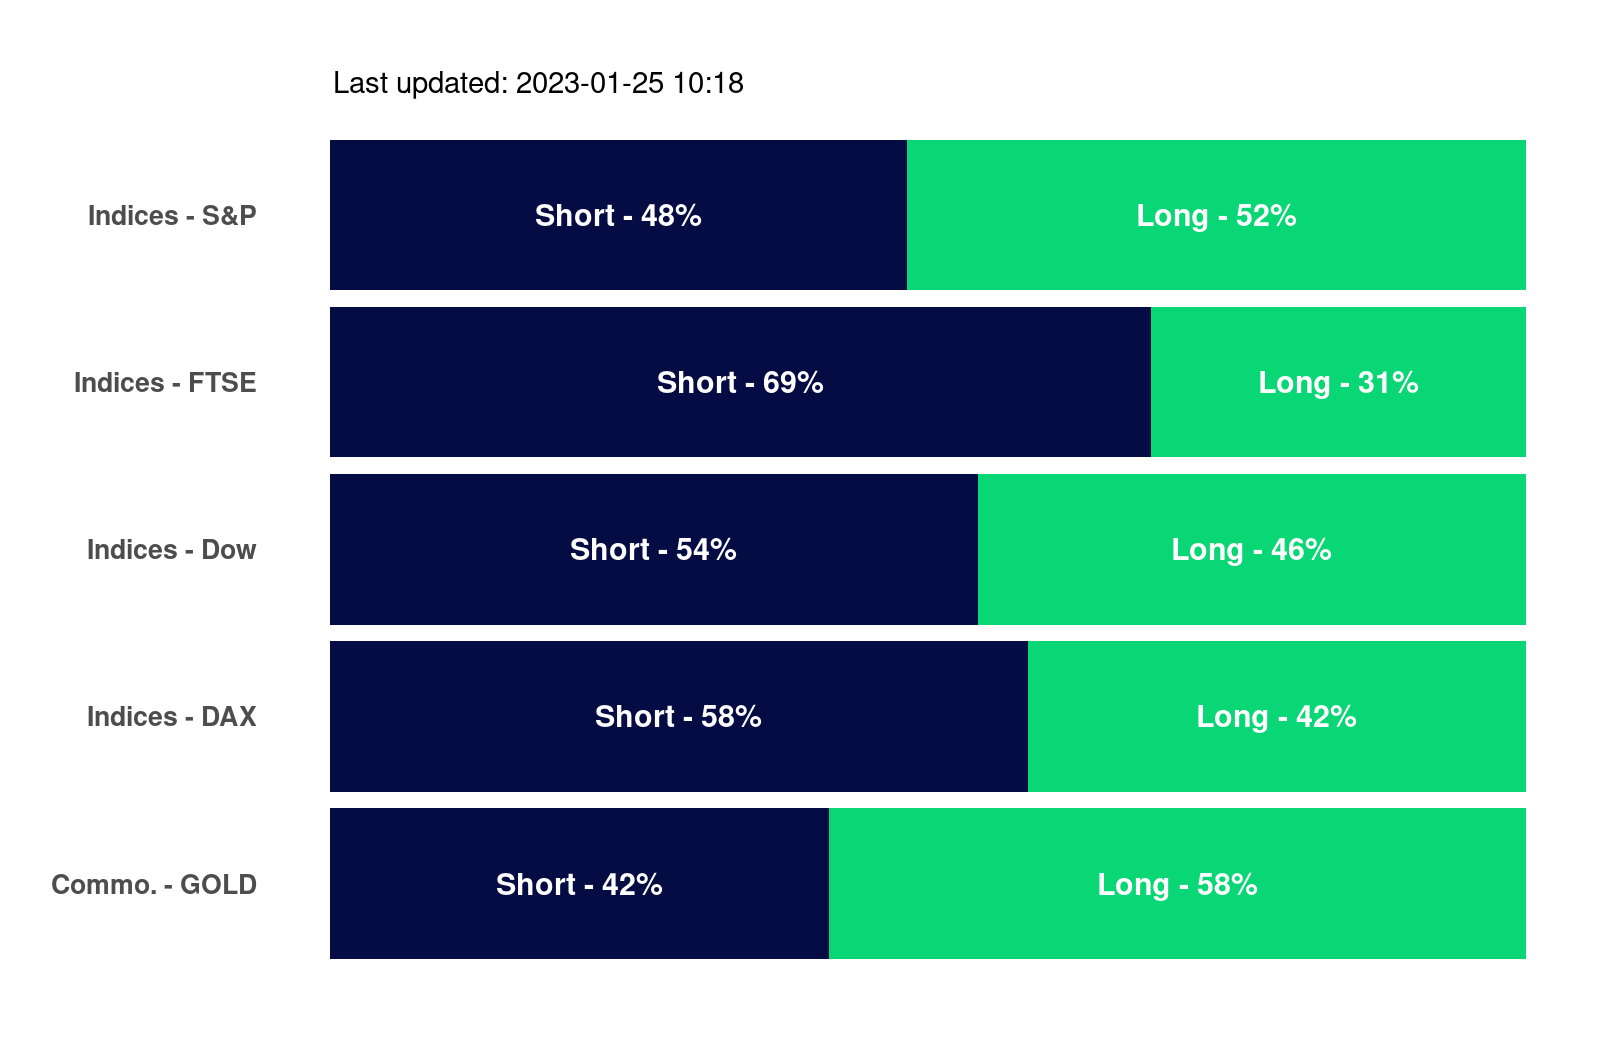 Last updated: 2023-01-25 10:18
Indices - S&P Short - 48% Long - 52%
Indices - FTSE Short - 69% Long - 31%
Indices - Dow Short - 54% Long - 46%
Indices - DAX Short - 58% Long - 42%
Commo. - GOLD Short - 42% Long - 58%